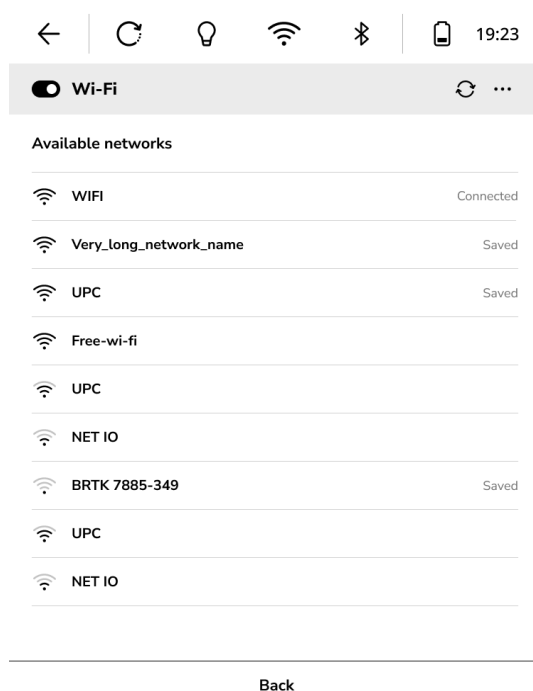 19:23
Wi-Fi
Available networks
WIFI Connected
Very_long_network_name Saved
UPC Saved
Free-wi-fi
UPC
NET IO
BRTK 7885-349 Saved
UPC
NET IO
Back